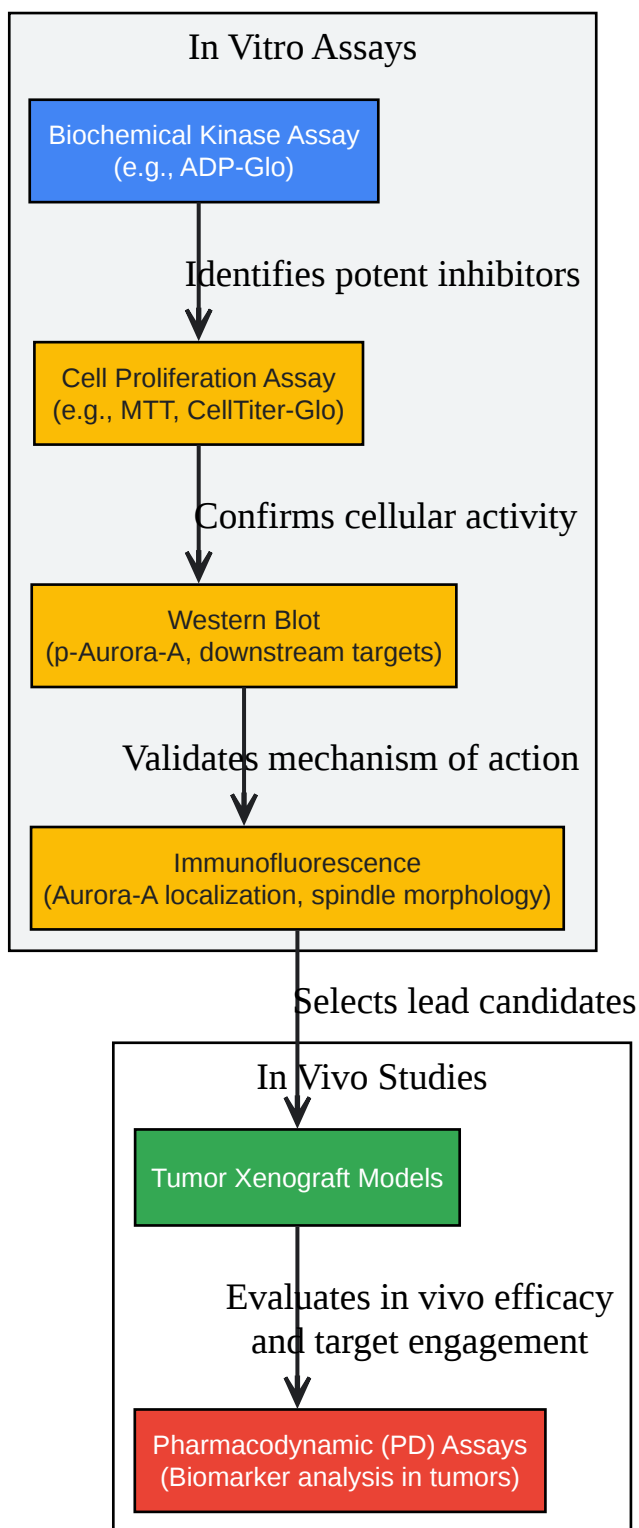 In Vitro Assays
Biochemical Kinase Assay
(e.g., ADP-Glo)
Identifies potent inhibitors
Cell Proliferation Assay
(e.g., MTT, CellTiter-Glo)
Confirms cellular activity
Western Blot
(p-Aurora-A, downstream targets)
Validates mechanism of action
Immunofluorescence
(Aurora-A localization, spindle morphology)
Selects lead candidates
In Vivo Studies
Tumor Xenograft Models
Evaluates in vivo efficacy
and target engagement
Pharmacodynamic (PD) Assays
(Biomarker analysis in tumors)